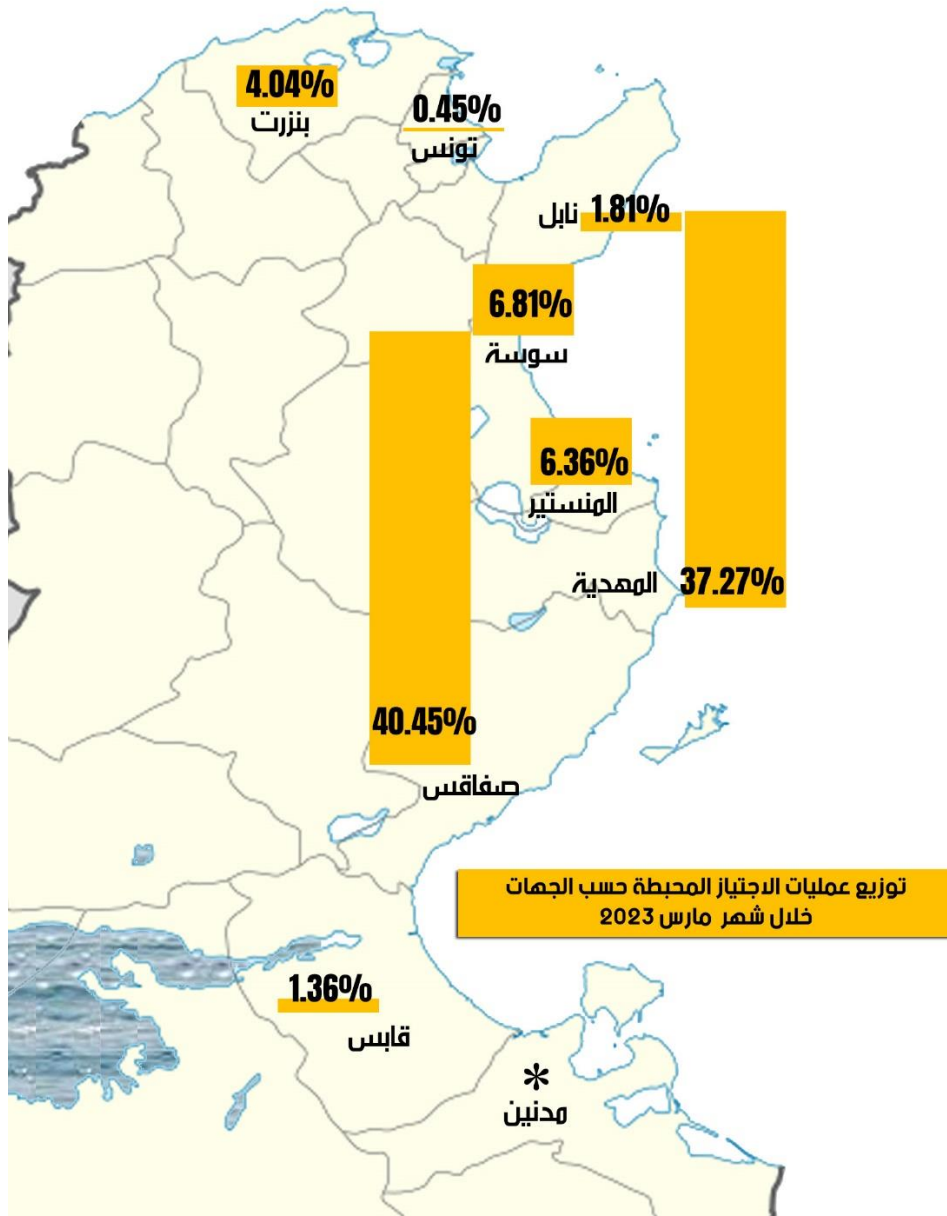 4.04%
بنزرت
0.45%
تونس
نابل 1.81%
6.81%
سوسة
6.36%
المنستير
المهدية 37.27%
40.45%
صفاقس
توزيع عمليات الاجتياز المحبطة حسب الجهات
خلال شهر مارس 2023
1.36%
قابس
*
مدنين